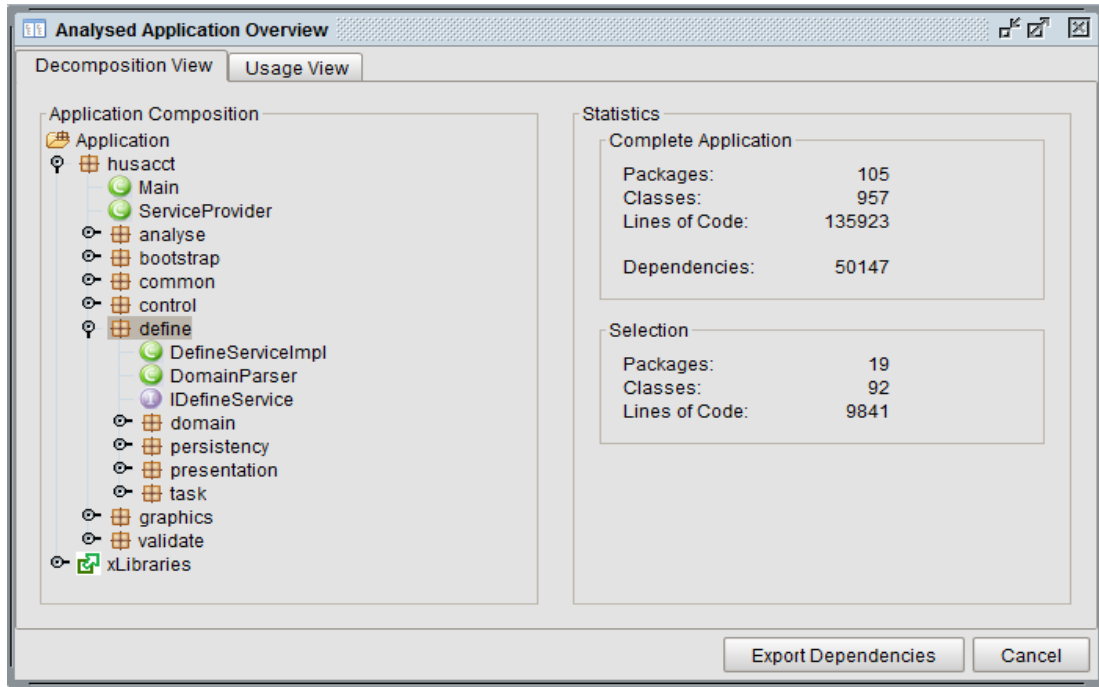 Analysed Application Overview
Decomposition View
Usage View
Application Composition
Application
husacct
Main
ServiceProvider
analyse
bootstrap
common
control
define
DefineServiceImpl
DomainParser
IDefineService
domain
persistency
presentation
task
graphics
validate
xLibraries
Statistics
Complete Application
Packages: 105
Classes: 957
Lines of Code: 135923
Dependencies: 50147
Selection
Packages: 19
Classes: 92
Lines of Code: 9841
Export Dependencies
Cancel